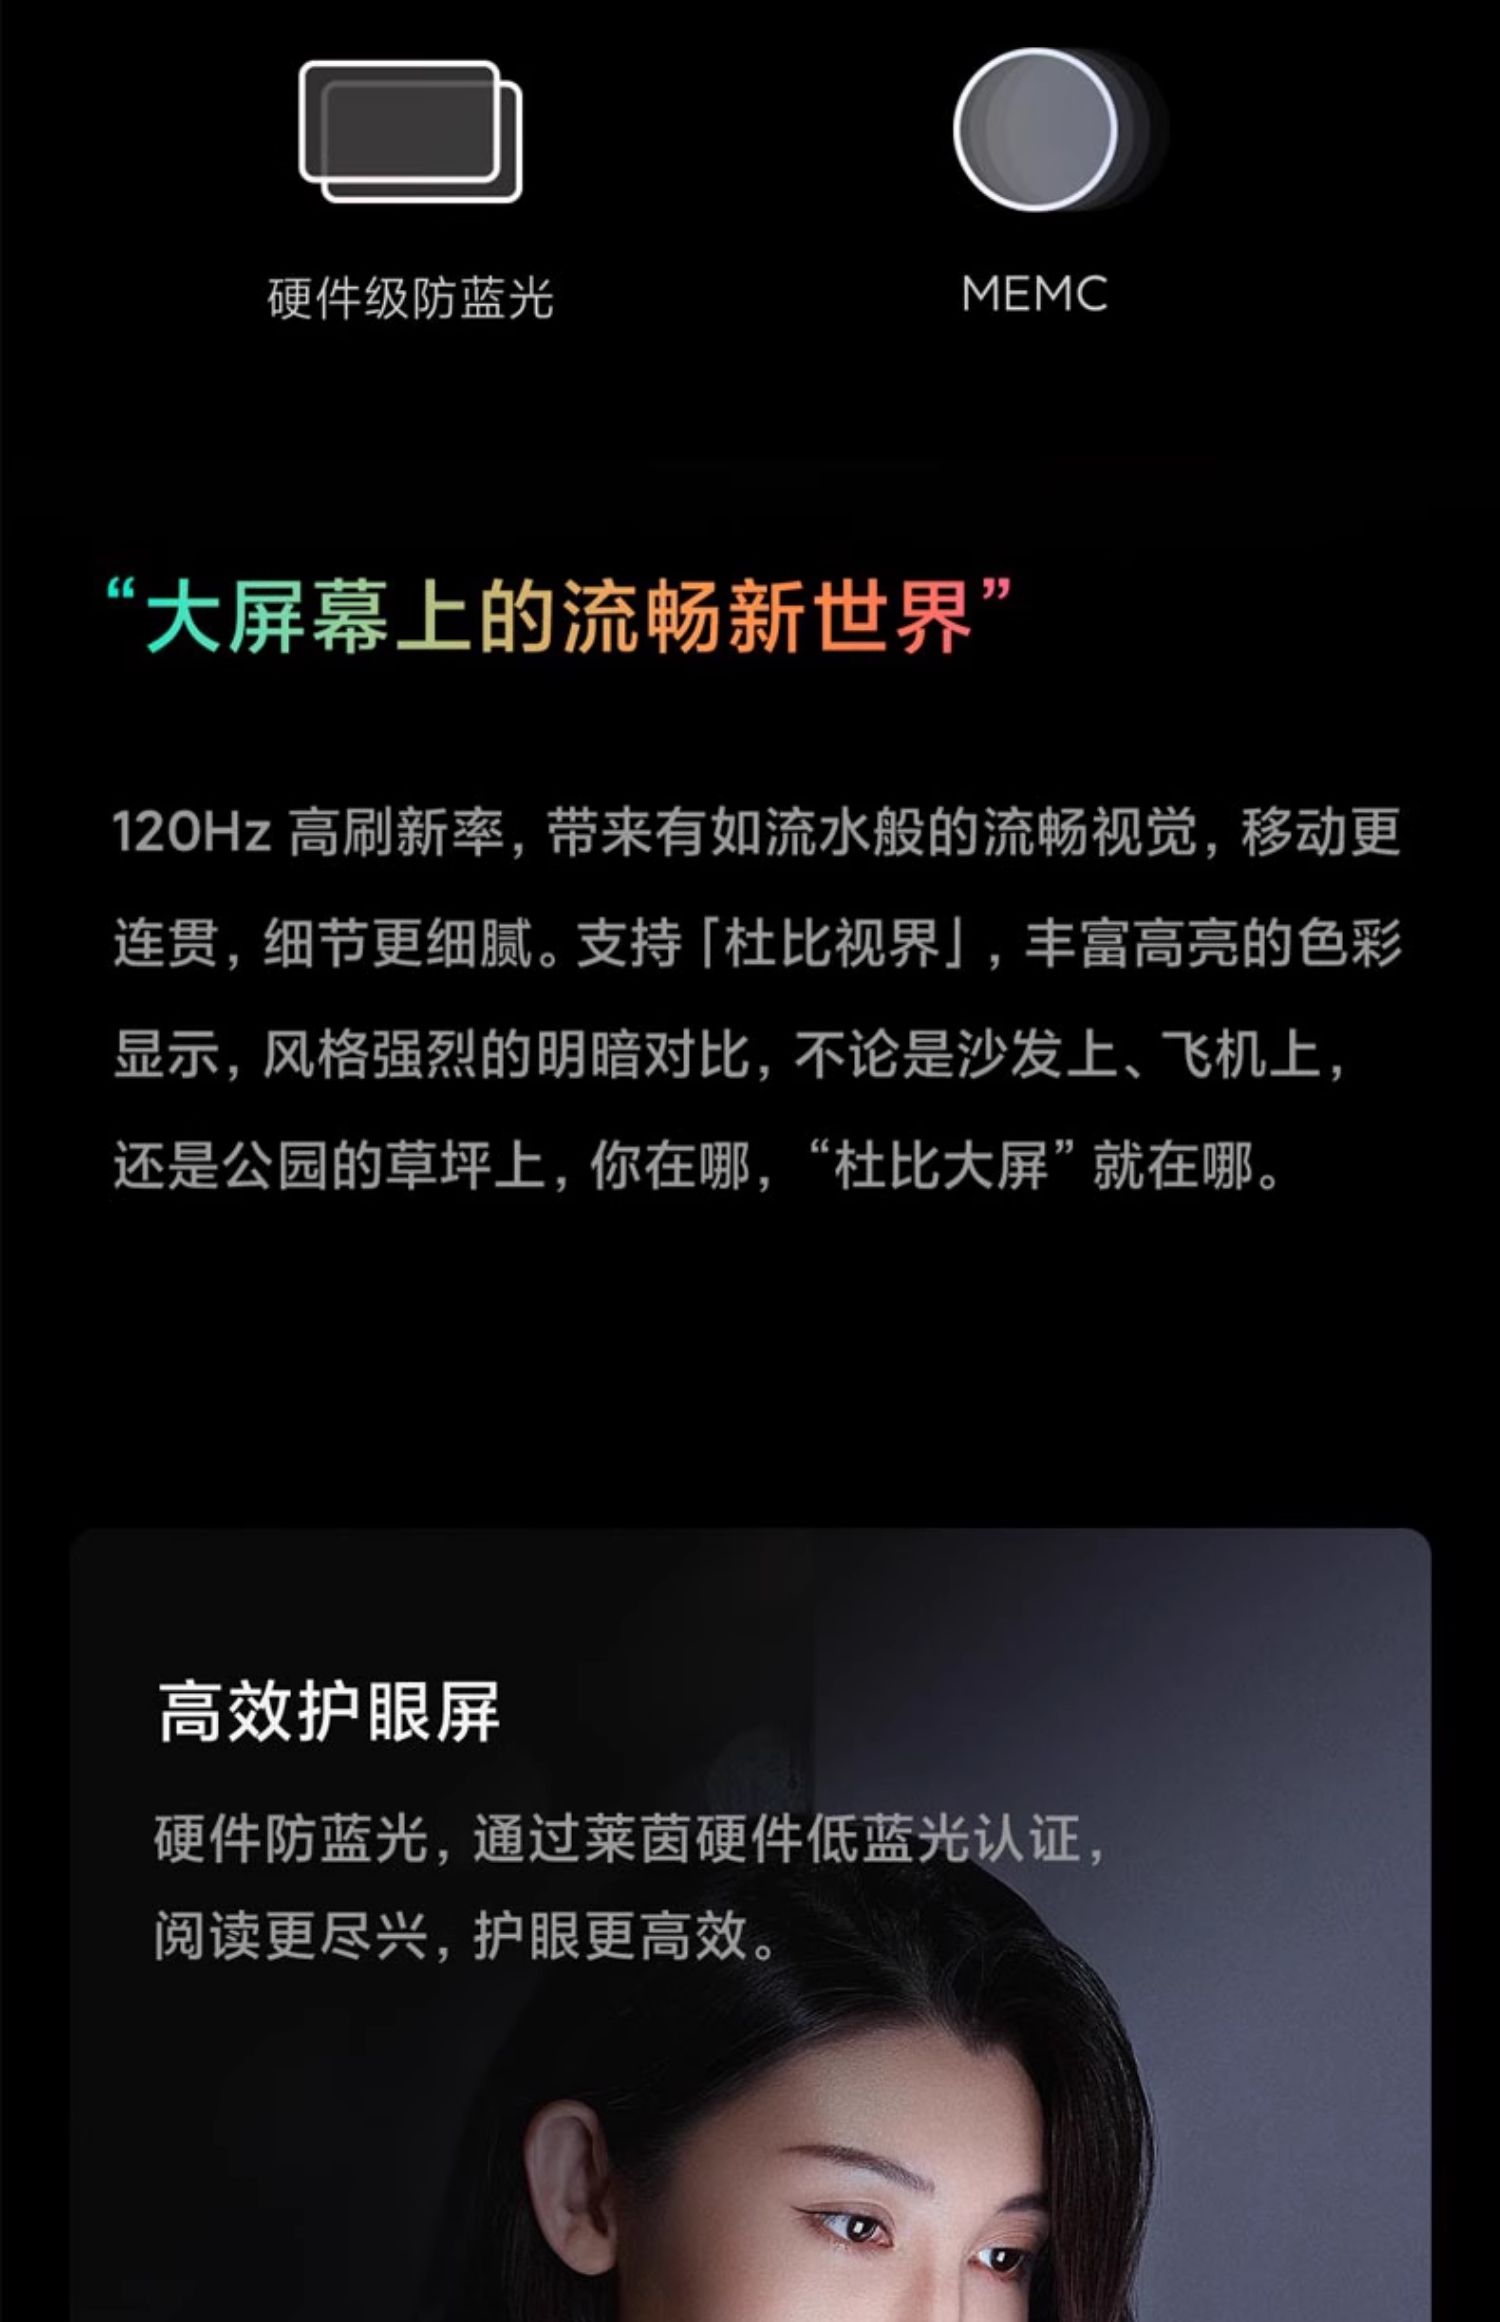 硬件级防蓝光
MEMC
“大屏幕上的流畅新世界”
120Hz 高刷新率，带来有如流水般的流畅视觉，移动更
连贯，细节更细腻。支持「杜比视界」，丰富高亮的色彩
显示，风格强烈的明暗对比，不论是沙发上、飞机上，
还是公园的草坪上，你在哪，“杜比大屏”就在哪。
高效护眼屏
硬件防蓝光，通过莱茵硬件低蓝光认证，
阅读更尽兴，护眼更高效。